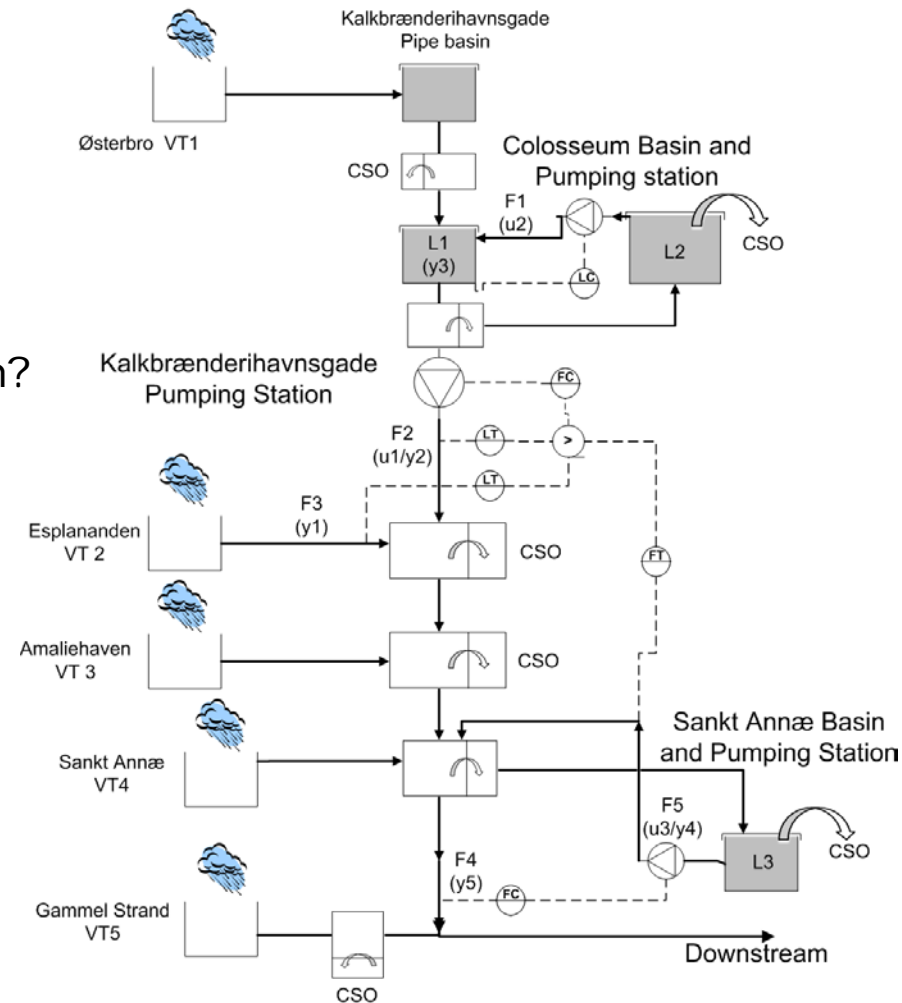 Kalkbrænderihavnsgade
Pipe basin
Østerbro VT1
CSO
Colosseum Basin and
Pumping station
F1
(u2)
L1
(y3)
L2
CSO
LC
n?
Kalkbrænderihavnsgade
Pumping Station
FC
F2
(u1/y2)
LT
>
LT
F3
(y1)
Esplananden
VT 2
CSO
FT
Amaliehaven
VT 3
CSO
Sankt Annæ Basin
and Pumping Station
Sankt Annæ
VT4
F5
(u3/y4)
L3
CSO
F4
(y5)
FC
Gammel Strand
VT5
Downstream
CSO